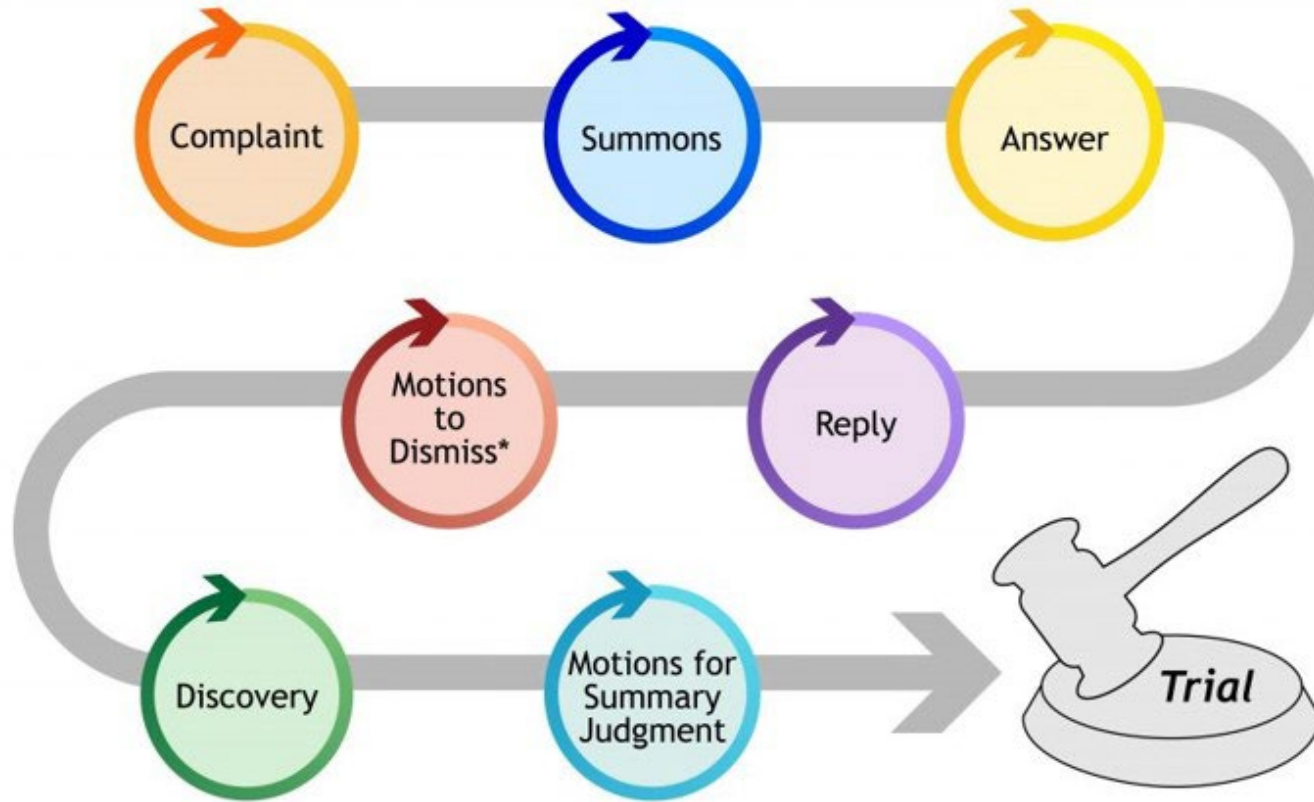 Complaint
Summons
Answer
Reply
Motions
to
Dismiss*
Discovery
Motions for
Summary
Judgment
Trial